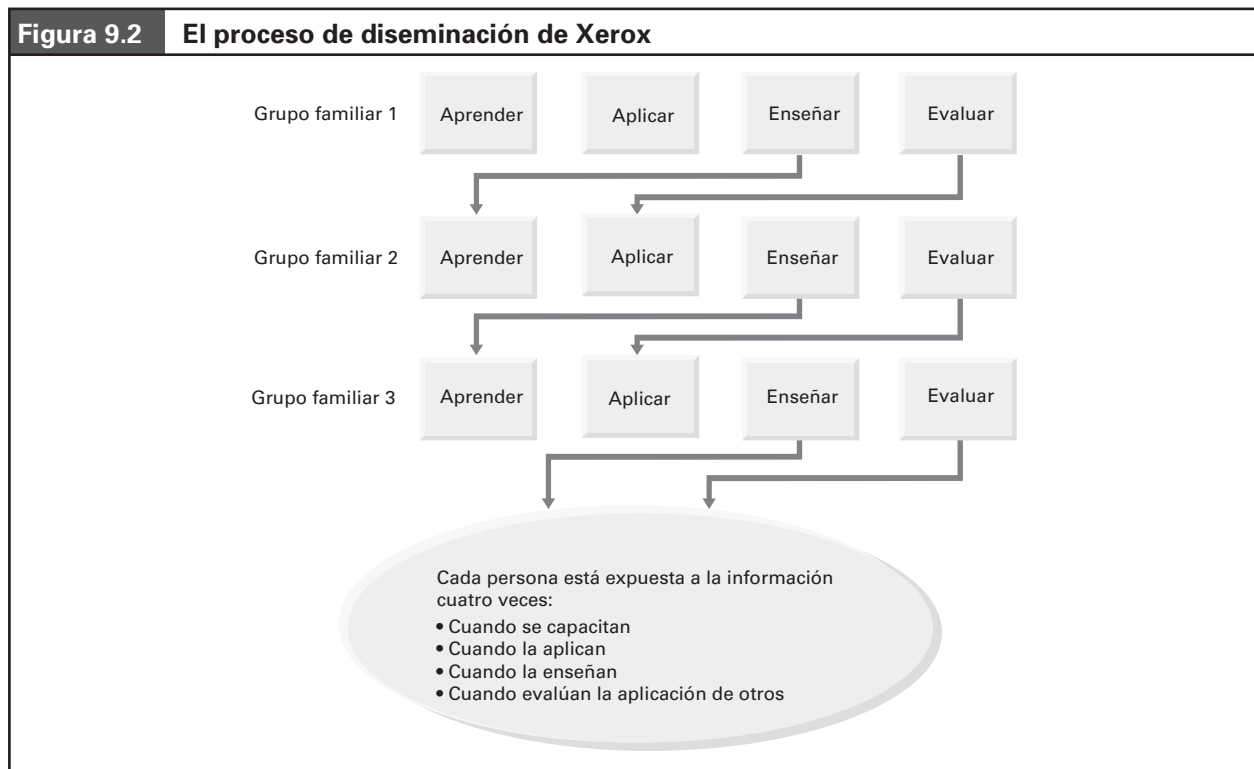 Figura 9.2 El proceso de diseminación de Xerox
Grupo familiar 1 Aprender Aplicar Enseñar Evaluar
Grupo familiar 2 Aprender Aplicar Enseñar Evaluar
Grupo familiar 3 Aprender Aplicar Enseñar Evaluar
Cada persona está expuesta a la información
cuatro veces:
• Cuando se capacitan
• Cuando la aplican
• Cuando la enseñan
• Cuando evalúan la aplicación de otros